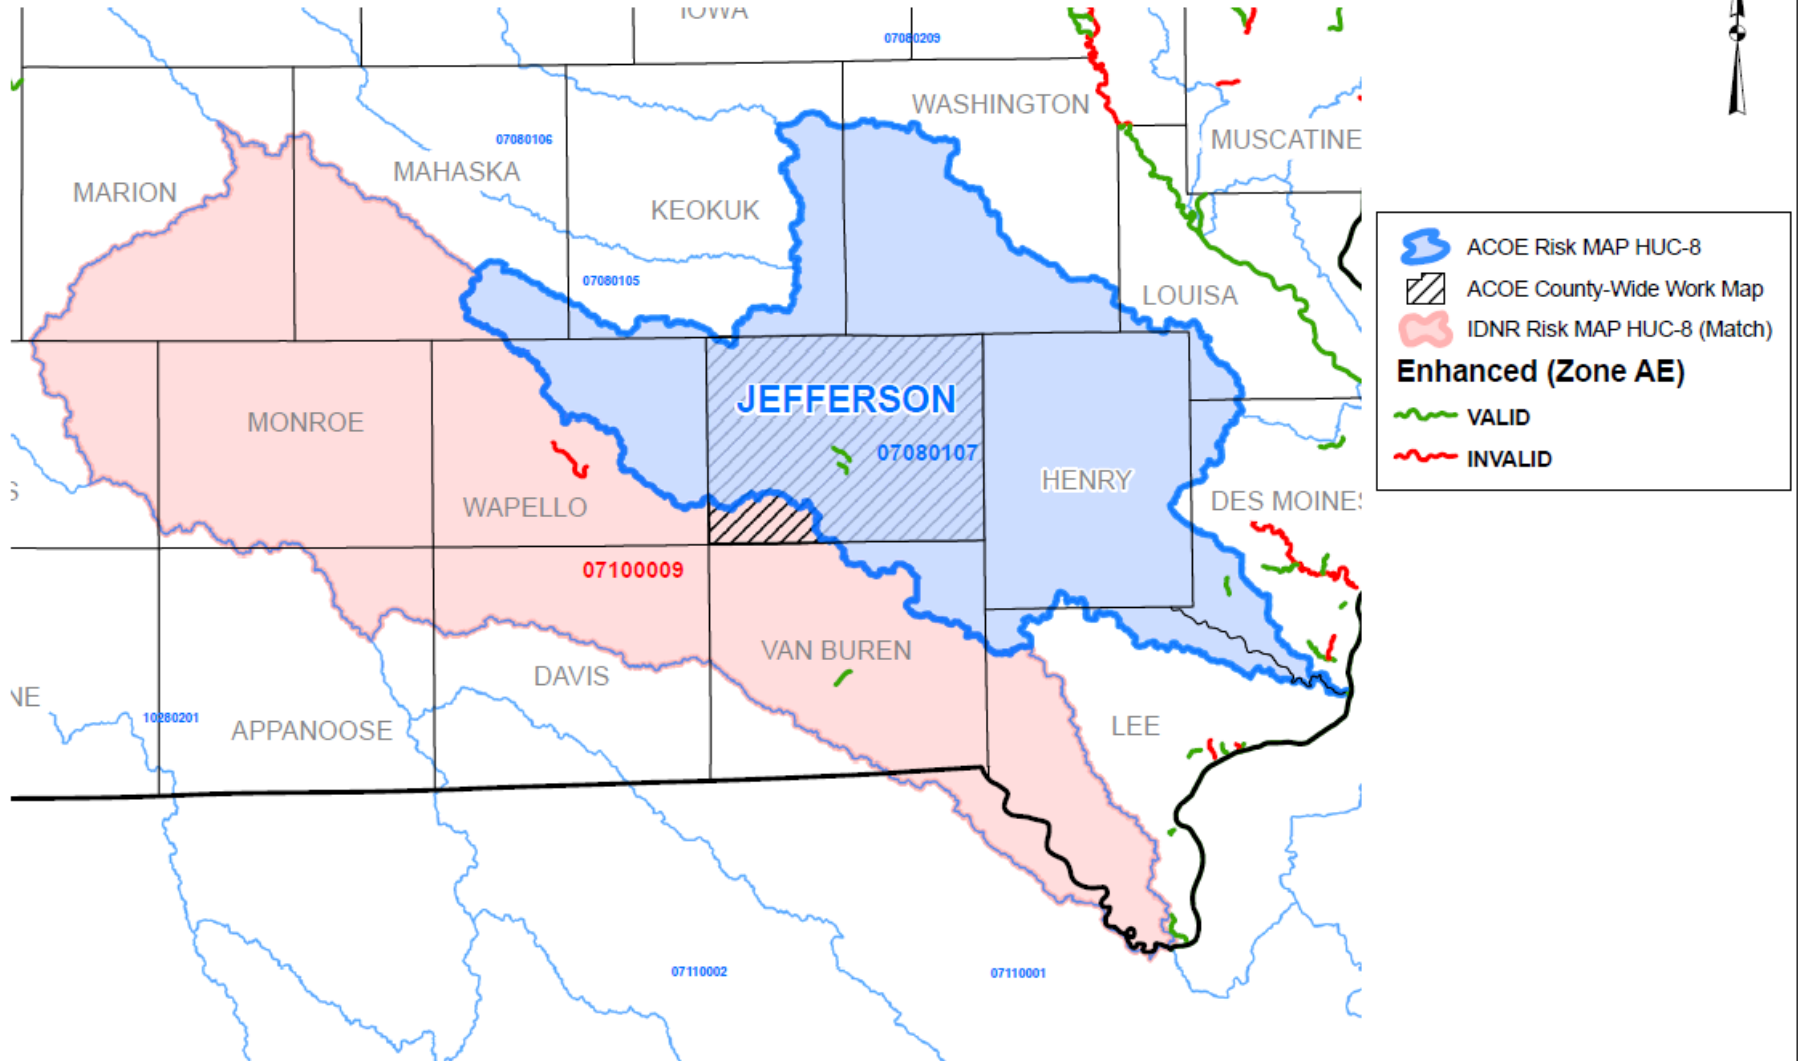 IOWA
07080209
WASHINGTON
MUSCATINE
07080106
MAHASKA
MARION
KEOKUK
07080105
LOUISA
ACOE Risk MAP HUC-8
ACOE County-Wide Work Map
IDNR Risk MAP HUC-8 (Match)
Enhanced (Zone AE)
VALID
INVALID
JEFFERSON
07080107
MONROE
HENRY
WAPELLO
DES MOINES
S
07100009
VAN BUREN
DAVIS
NE
10280201
APPANOOSE
LEE
07110002
07110001